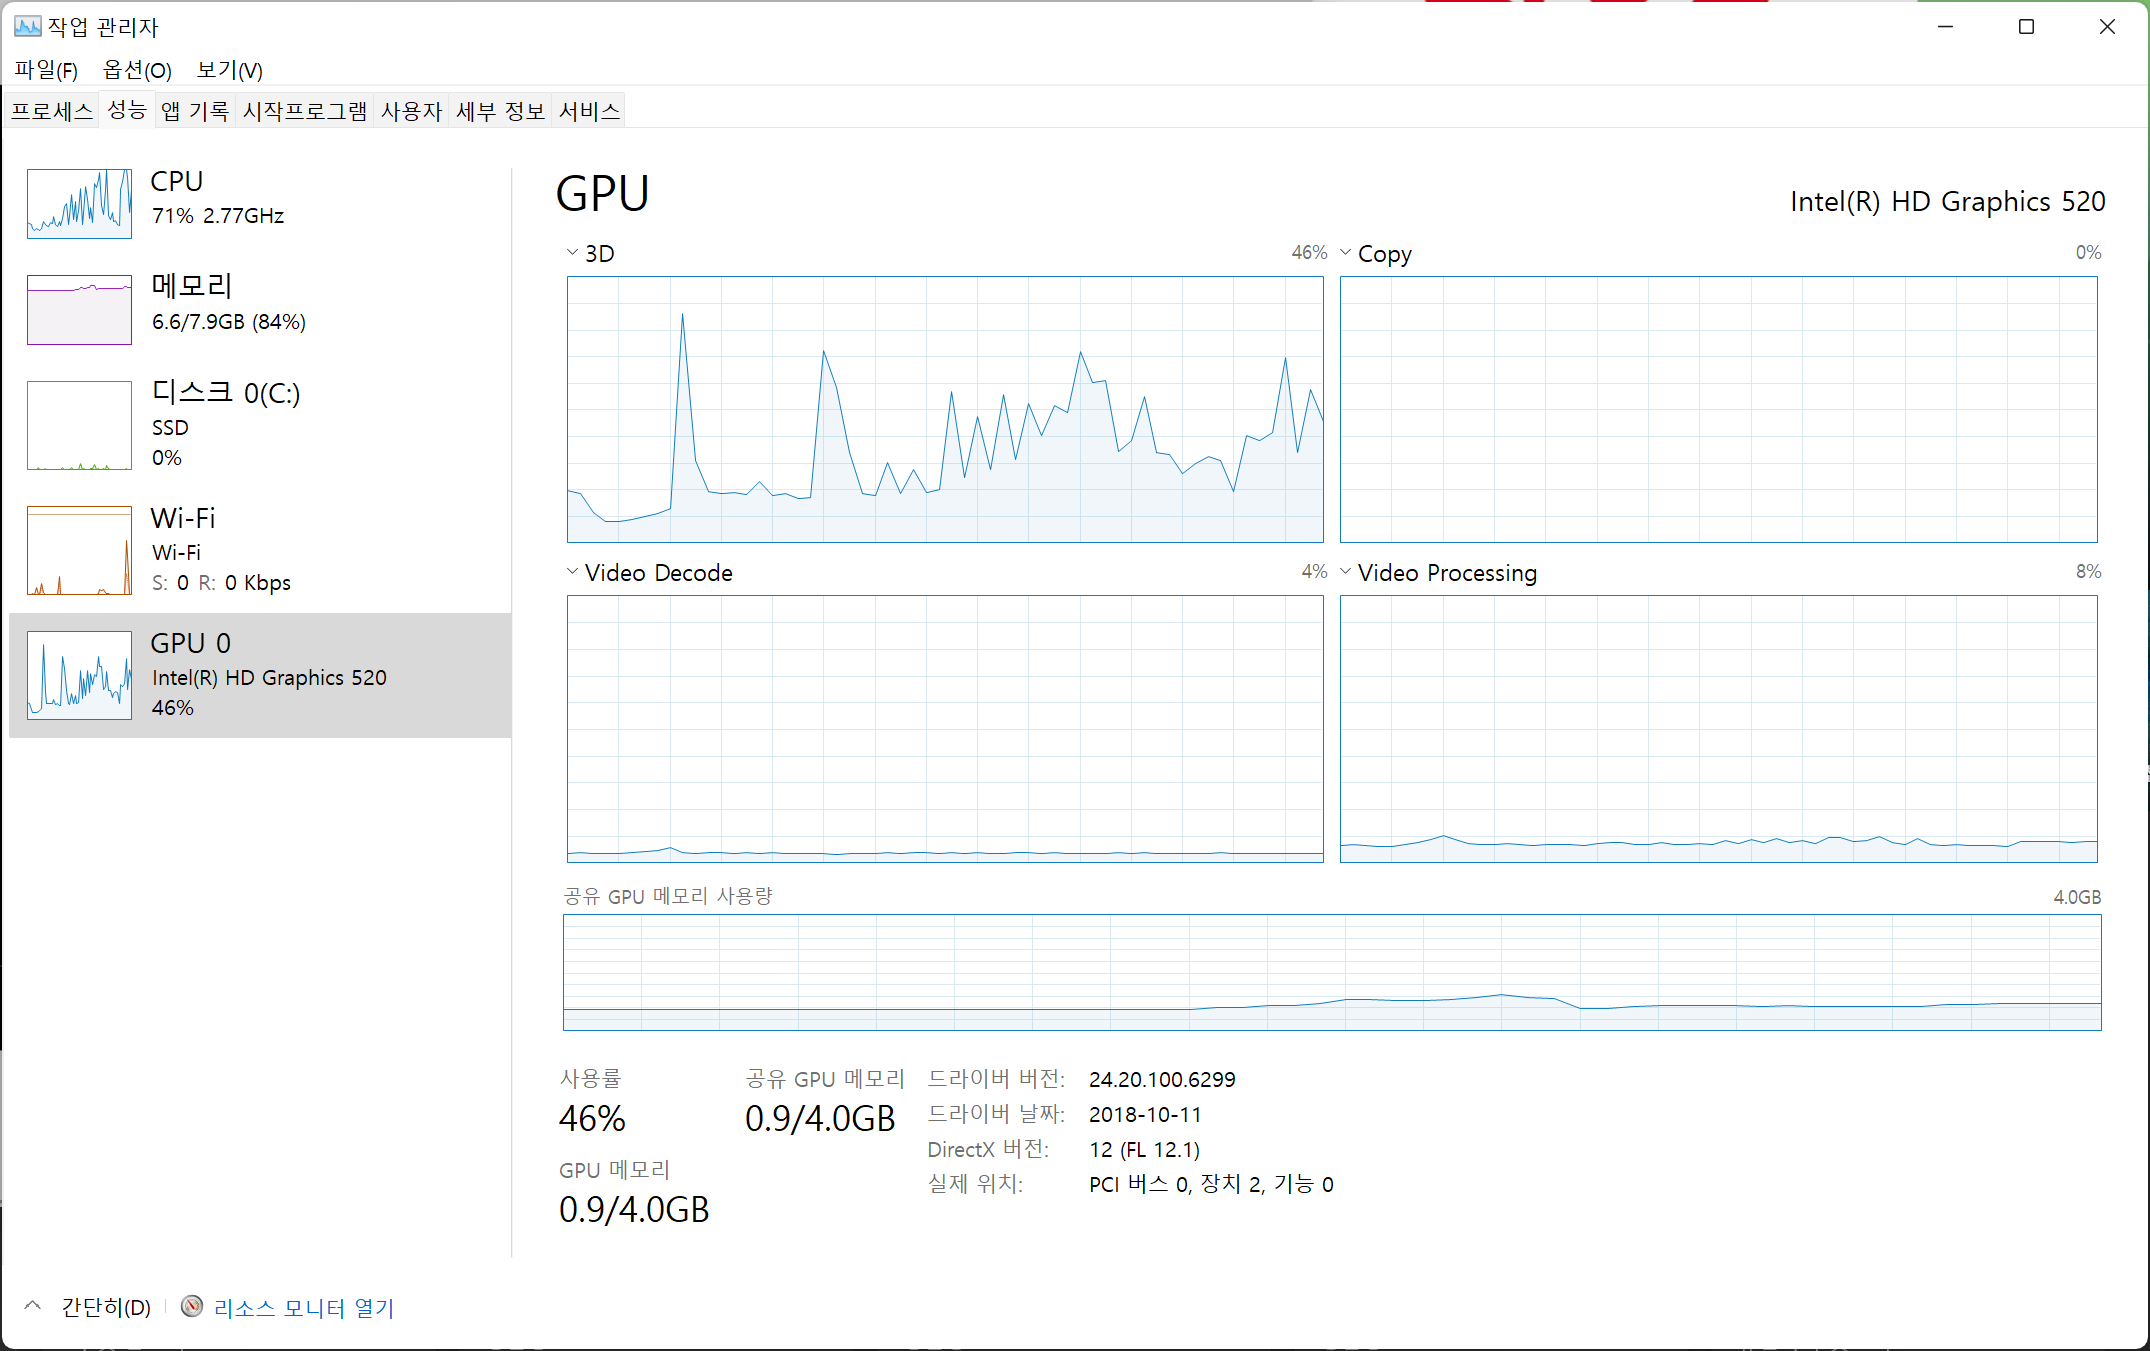 작업 관리자
파일(F) 옵션(O) 보기(V)
프로세스 성능 앱 기록 시작프로그램 사용자 세부 정보 서비스
CPU
71% 2.77GHz
메모리
6.6/7.9GB (84%)
디스크 0(C:)
SSD
0%
Wi-Fi
Wi-Fi
S: 0 R: 0 Kbps
GPU 0
Intel(R) HD Graphics 520
46%
GPU
Intel(R) HD Graphics 520
3D 46%
Copy 0%
Video Decode 4%
Video Processing 8%
공유 GPU 메모리 사용량 4.0GB
사용률
46%
공유 GPU 메모리
0.9/4.0GB
GPU 메모리
0.9/4.0GB
드라이버 버전: 24.20.100.6299
드라이버 날짜: 2018-10-11
DirectX 버전: 12 (FL 12.1)
실제 위치: PCI 버스 0, 장치 2, 기능 0
간단히(D) 리소스 모니터 열기